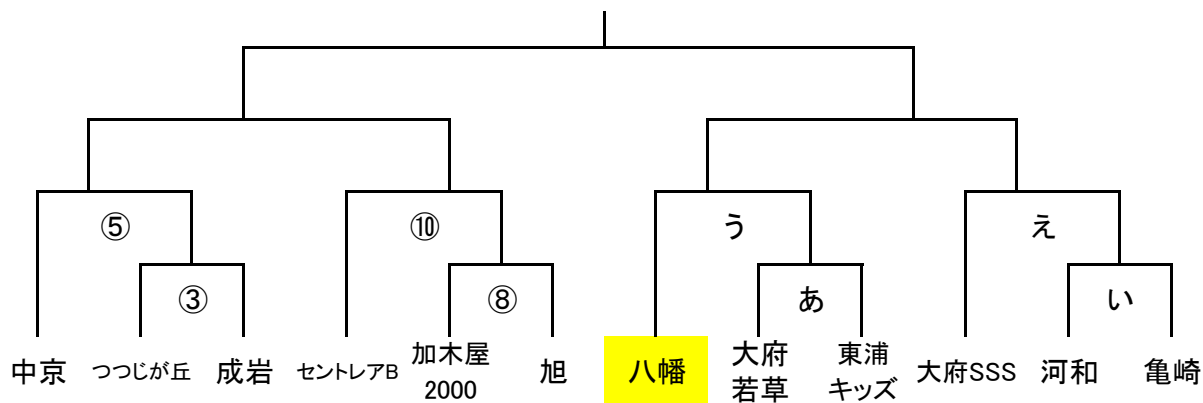 ⑤ ⑩ う え
③ ⑧ あ い
中京 つつじが丘 成岩 セントレアB 加木屋 旭 八幡 大府 東浦 大府SSS 河和 亀崎
2000 若草 キッズ